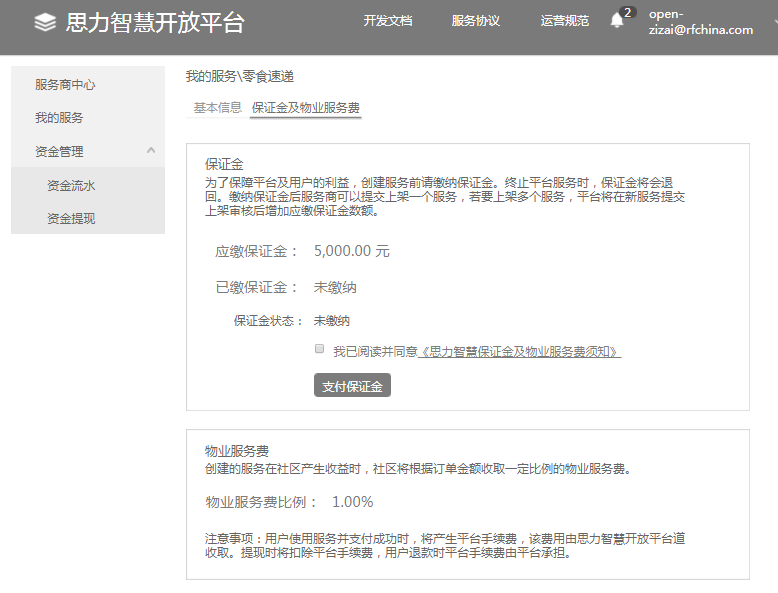 思力智慧开放平台
开发文档
服务协议
运营规范
2
open-
zizai@rfchina.com
服务商中心
我的服务
资金管理
资金流水
资金提现
我的服务\零食速递
基本信息
保证金及物业服务费
保证金
为了保障平台及用户的利益，创建服务前请缴纳保证金。终止平台服务时，保证金将会退
回。缴纳保证金后服务商可以提交上架一个服务，若要上架多个服务，平台将在新服务提交
上架审核后增加应缴保证金数额。
应缴保证金： 5,000.00 元
已缴保证金： 未缴纳
保证金状态： 未缴纳
我已阅读并同意《思力智慧保证金及物业服务费须知》
支付保证金
物业服务费
创建的服务在社区产生收益时，社区将根据订单金额收取一定比例的物业服务费。
物业服务费比例： 1.00%
注意事项：用户使用服务并支付成功时，将产生平台手续费，该费用由思力智慧开放平台道
收取。提现时将扣除平台手续费，用户退款时平台手续费由平台承担。